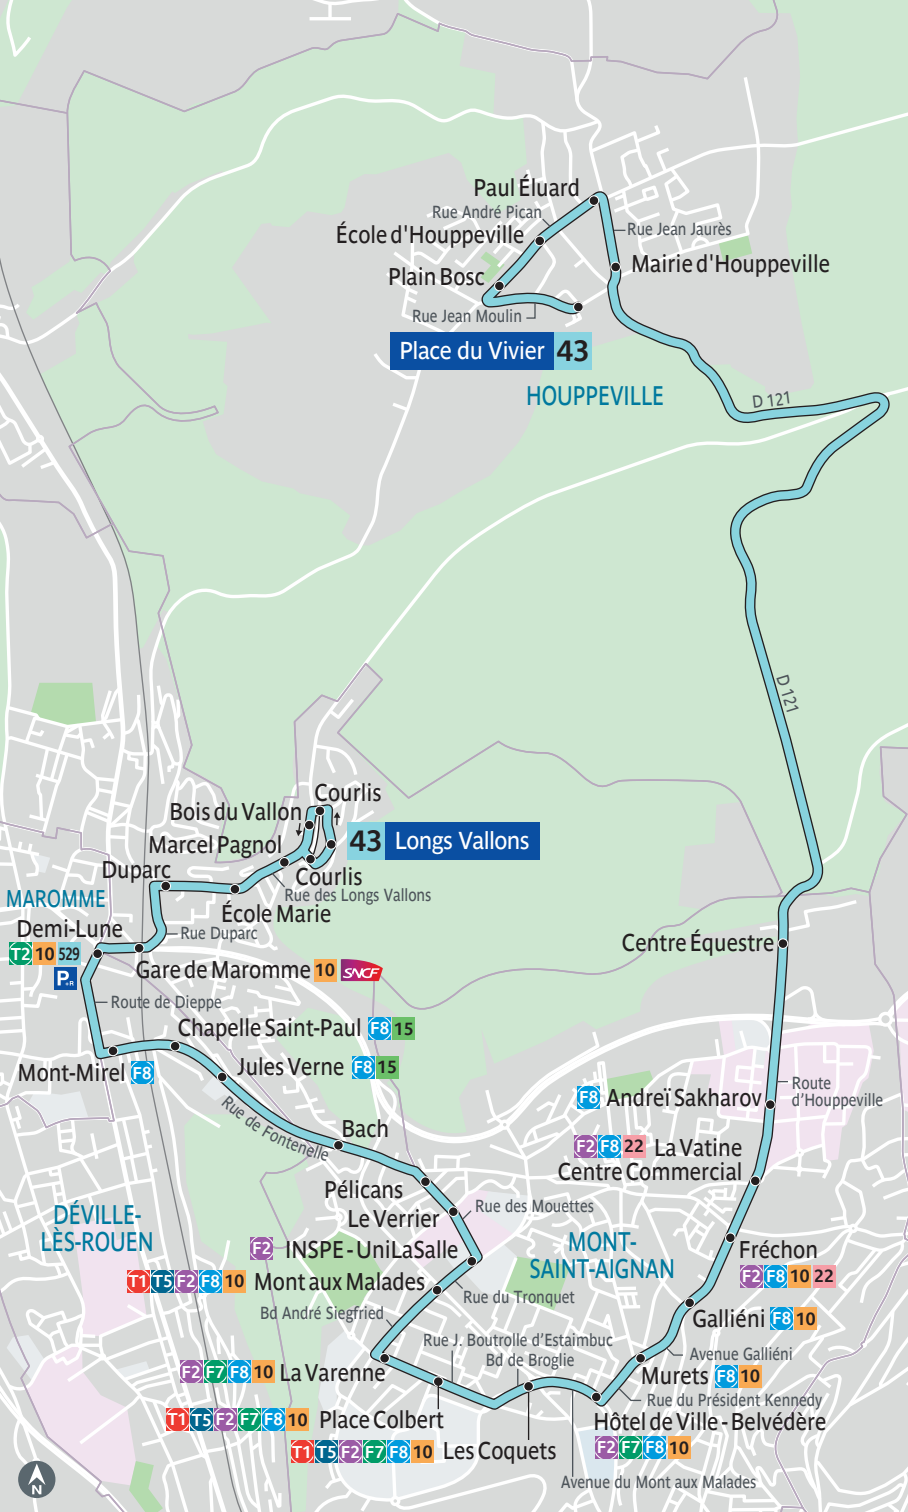 Paul Éluard
Rue André Pican
Rue Jean Jaurès
École d'Houppeville
Mairie d'Houppeville
Plain Bosc
Rue Jean Moulin
Place du Vivier 43
HOUPPEVILLE
D 121
D 121
Courlis
Bois du Vallon
43 Longs Vallons
Marcel Pagnol
Courlis
Duparc
Rue des Longs Vallons
MAROMME
École Marie
Demi-Lune
Rue Duparc
T2 10 529
P+R
Gare de Maromme 10 SNCF
Centre Équestre
Route de Dieppe
Chapelle Saint-Paul F8 15
Mont-Mirel F8
Jules Verne F8 15
Route
d'Houppeville
F8 Andreï Sakharov
Rue de Fontenelle
Bach
F2 F8 22 La Vatine
Centre Commercial
Pélicans
Le Verrier
Rue des Mouettes
DÉVILLE-
LÈS-ROUEN
F2 INSPE - UniLaSalle
MONT-
SAINT-AIGNAN
Fréchon
F2 F8 10 22
T1 T5 F2 F8 10 Mont aux Malades
Rue du Tronquet
Bd André Siegfried
Galliéni F8 10
Rue J. Boutrolle d'Estaimbuc
Bd de Broglie
Avenue Galliéni
F2 F7 F8 10 La Varenne
Murets F8 10
Rue du Président Kennedy
T1 T5 F2 F7 F8 10 Place Colbert
Hôtel de Ville - Belvédère
F2 F7 F8 10
T1 T5 F2 F7 F8 10 Les Coquets
Avenue du Mont aux Malades
N